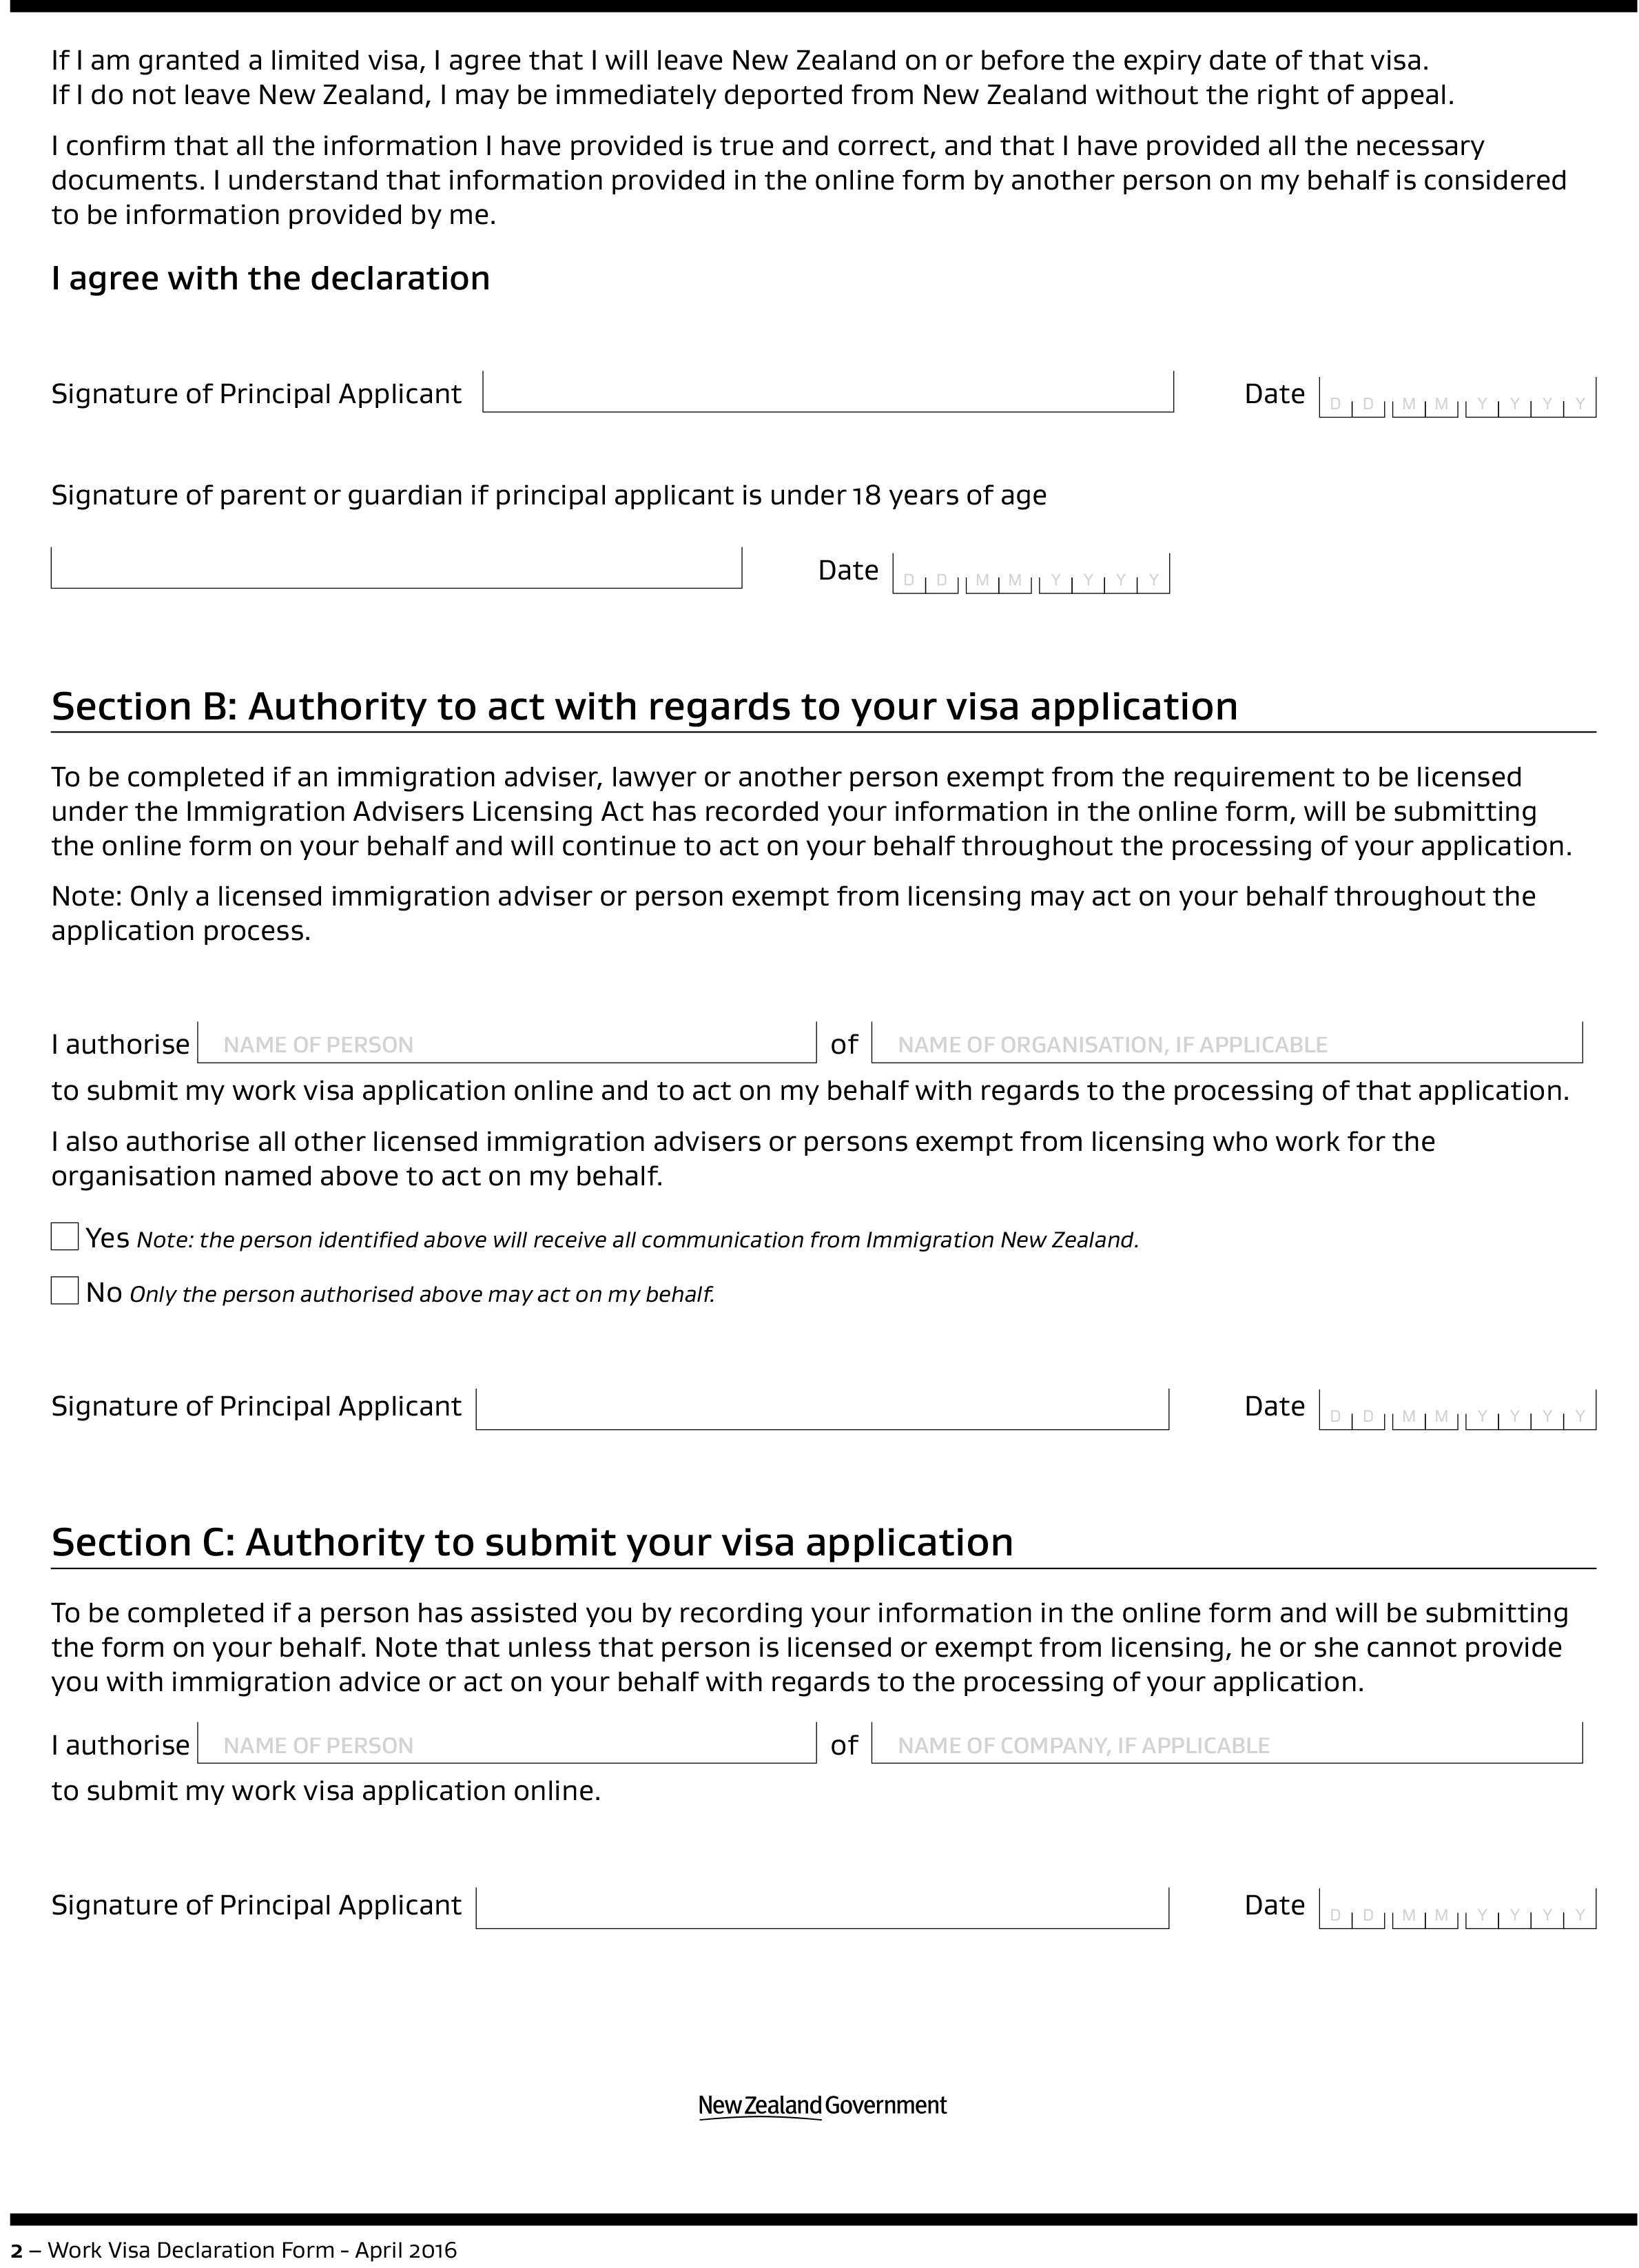 If I am granted a limited visa, I agree that I will leave New Zealand on or before the expiry date of that visa.
If I do not leave New Zealand, I may be immediately deported from New Zealand without the right of appeal.
I confirm that all the information I have provided is true and correct, and that I have provided all the necessary
documents. I understand that information provided in the online form by another person on my behalf is considered
to be information provided by me.
I agree with the declaration
Signature of Principal Applicant Date D D M M Y Y Y Y
Signature of parent or guardian if principal applicant is under 18 years of age
Date D D M M Y Y Y Y
Section B: Authority to act with regards to your visa application
To be completed if an immigration adviser, lawyer or another person exempt from the requirement to be licensed
under the Immigration Advisers Licensing Act has recorded your information in the online form, will be submitting
the online form on your behalf and will continue to act on your behalf throughout the processing of your application.
Note: Only a licensed immigration adviser or person exempt from licensing may act on your behalf throughout the
application process.
I authorise NAME OF PERSON of NAME OF ORGANISATION, IF APPLICABLE
to submit my work visa application online and to act on my behalf with regards to the processing of that application.
I also authorise all other licensed immigration advisers or persons exempt from licensing who work for the
organisation named above to act on my behalf.
Yes Note: the person identified above will receive all communication from Immigration New Zealand.
No Only the person authorised above may act on my behalf.
Signature of Principal Applicant Date D D M M Y Y Y Y
Section C: Authority to submit your visa application
To be completed if a person has assisted you by recording your information in the online form and will be submitting
the form on your behalf. Note that unless that person is licensed or exempt from licensing, he or she cannot provide
you with immigration advice or act on your behalf with regards to the processing of your application.
I authorise NAME OF PERSON of NAME OF COMPANY, IF APPLICABLE
to submit my work visa application online.
Signature of Principal Applicant Date D D M M Y Y Y Y
New Zealand Government
2 – Work Visa Declaration Form - April 2016